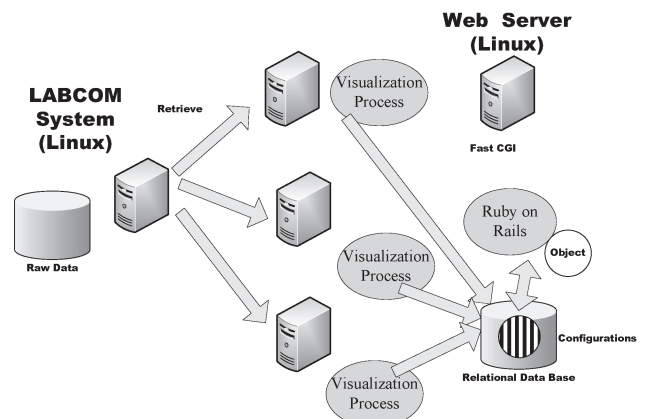 Web Server
(Linux)
LABCOM
System
(Linux)
Retrieve
Visualization
Process
Fast CGI
Raw Data
Ruby on
Rails
Object
Visualization
Process
Configurations
Relational Data Base
Visualization
Process